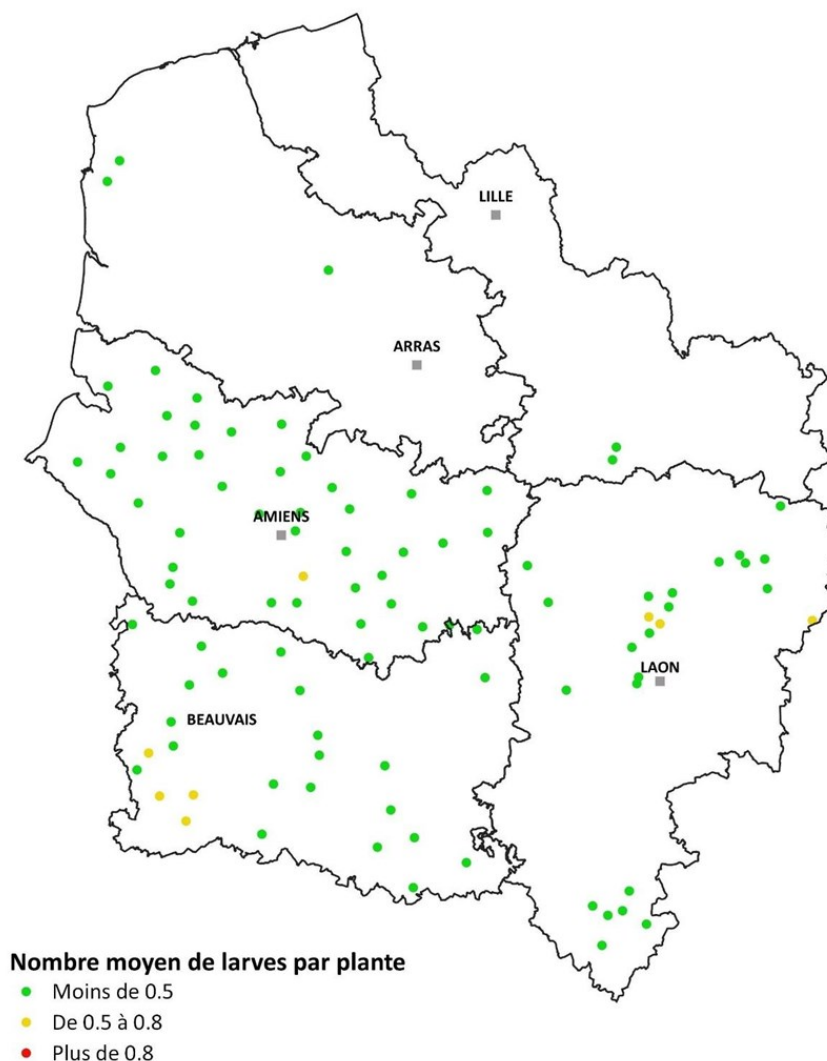 LILLE
ARRAS
AMIENS
LAON
BEAUVAIS
Nombre moyen de larves par plante
Moins de 0.5
De 0.5 à 0.8
Plus de 0.8